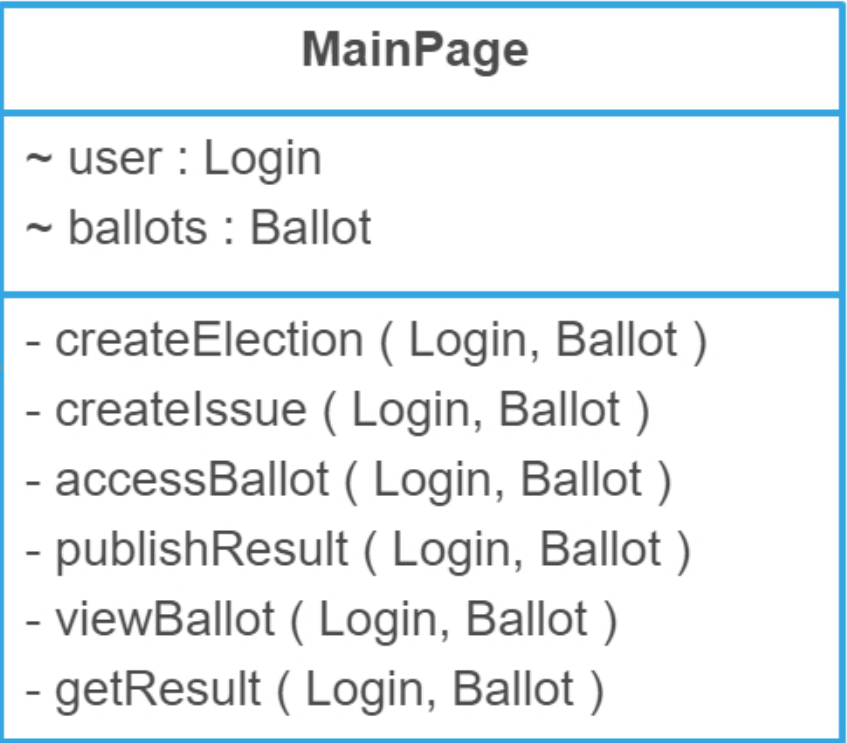 MainPage
~ user : Login
~ ballots : Ballot
- createElection ( Login, Ballot )
- createIssue ( Login, Ballot )
- accessBallot ( Login, Ballot )
- publishResult ( Login, Ballot )
- viewBallot ( Login, Ballot )
- getResult ( Login, Ballot )